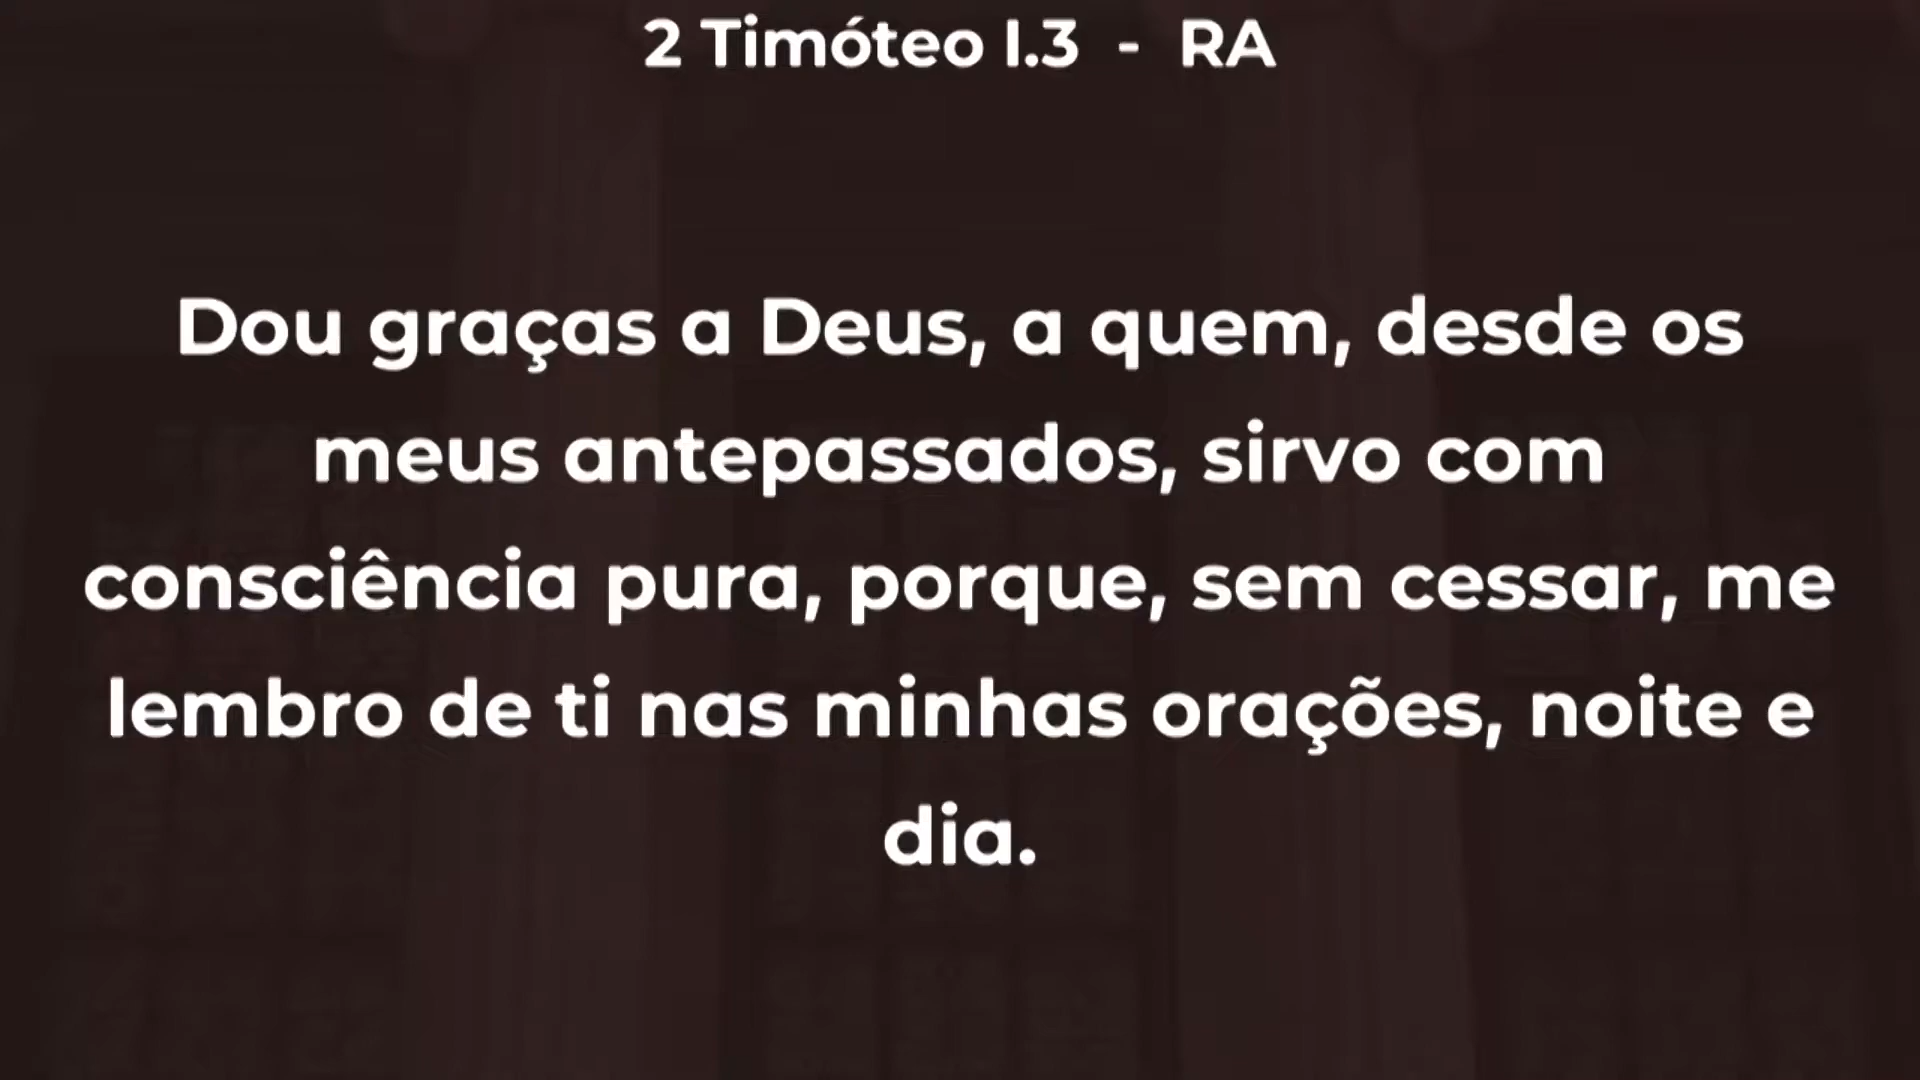 2 Timóteo I.3 - RA
Dou graças a Deus, a quem, desde os
meus antepassados, sirvo com
consciência pura, porque, sem cessar, me
lembro de ti nas minhas orações, noite e
dia.